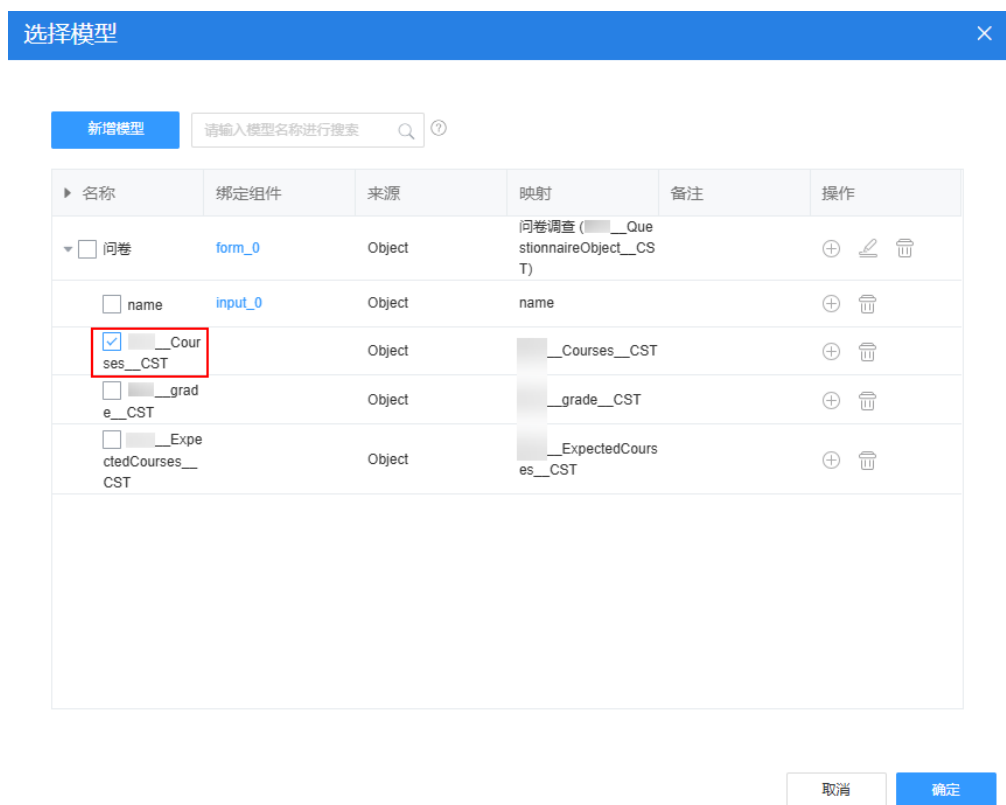 选择模型
新增模型 请输入模型名称进行搜索
名称 绑定组件 来源 映射 备注 操作
问卷 form_0 Object 问卷调查 ( __Que
stionnaireObject__CS
T)
name input_0 Object name
__Cour
ses__CST Object __Courses__CST
__grad
e__CST Object __grade__CST
__Expe
ctedCourses__
CST Object __ExpectedCours
es__CST
取消 确定